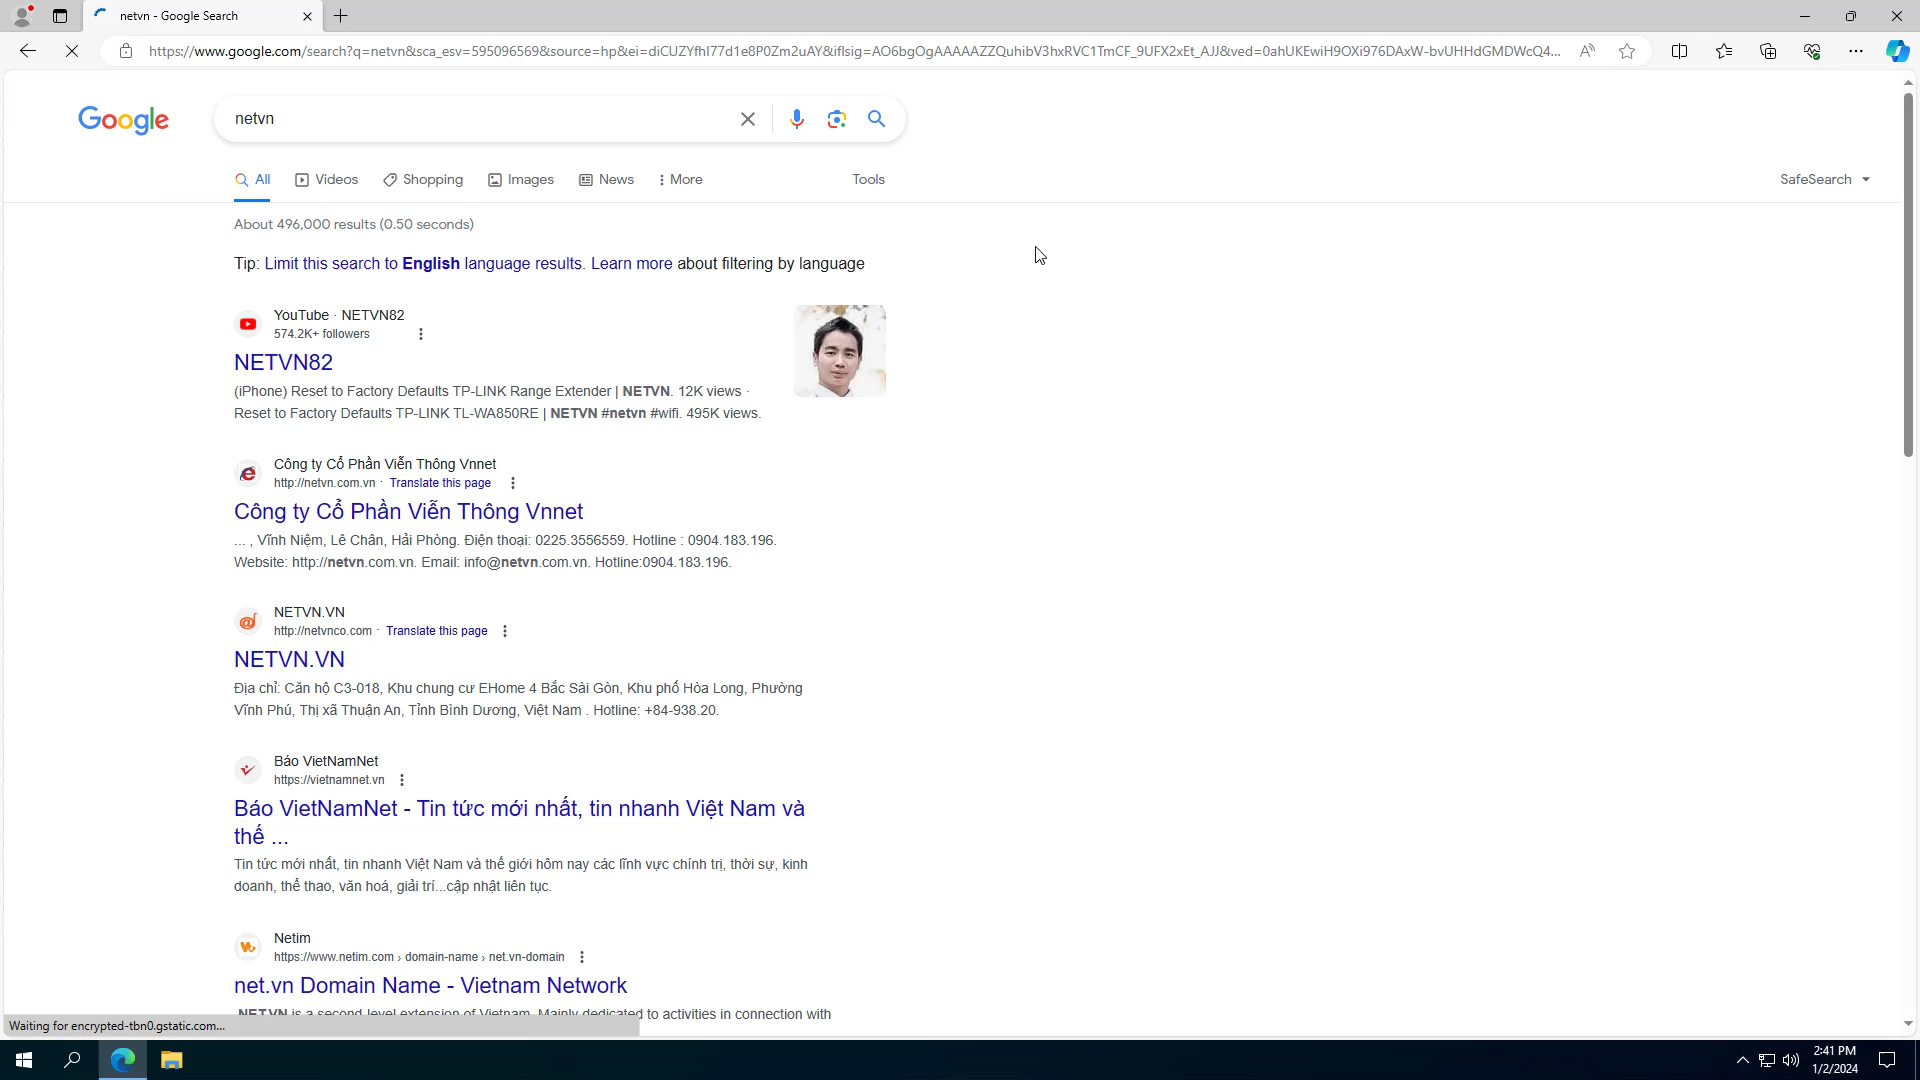 netvn - Google Search
https://www.google.com/search?q=netvn&sca_esv=595096569&source=hp&ei=diCUZYfhI77d1e8P0Zm2uAY&iflsig=AO6bgOgAAAAAZZQuhibV3hxRVC1TmCF_9UFX2xEt_AJJ&ved=0ahUKEwiH9OXi976DAxW-bvUHHdGMDWcQ4...
Google
netvn
All Videos Shopping Images News More Tools SafeSearch
About 496,000 results (0.50 seconds)
Tip: Limit this search to English language results. Learn more about filtering by language
YouTube · NETVN82
574.2K+ followers
NETVN82
(iPhone) Reset to Factory Defaults TP-LINK Range Extender | NETVN. 12K views ·
Reset to Factory Defaults TP-LINK TL-WA850RE | NETVN #netvn #wifi. 495K views.
Công ty Cổ Phần Viễn Thông Vnnet
http://netvn.com.vn · Translate this page
Công ty Cổ Phần Viễn Thông Vnnet
... , Vĩnh Niệm, Lê Chân, Hải Phòng. Điện thoại: 0225.3556559. Hotline : 0904.183.196.
Website: http://netvn.com.vn. Email: info@netvn.com.vn. Hotline:0904.183.196.
NETVN.VN
http://netvnco.com · Translate this page
NETVN.VN
Địa chỉ: Căn hộ C3-018, Khu chung cư EHome 4 Bắc Sài Gòn, Khu phố Hòa Long, Phường
Vĩnh Phú, Thị xã Thuận An, Tỉnh Bình Dương, Việt Nam . Hotline: +84-938.20.
Báo VietNamNet
https://vietnamnet.vn
Báo VietNamNet - Tin tức mới nhất, tin nhanh Việt Nam và
thế ...
Tin tức mới nhất, tin nhanh Việt Nam và thế giới hôm nay các lĩnh vực chính trị, thời sự, kinh
doanh, thể thao, văn hoá, giải trí...cập nhật liên tục.
Netim
https://www.netim.com › domain-name › net.vn-domain
net.vn Domain Name - Vietnam Network
.NET.VN is a second-level extension of Vietnam. Mainly dedicated to activities in connection with
Waiting for encrypted-tbn0.gstatic.com...
2:41 PM
1/2/2024